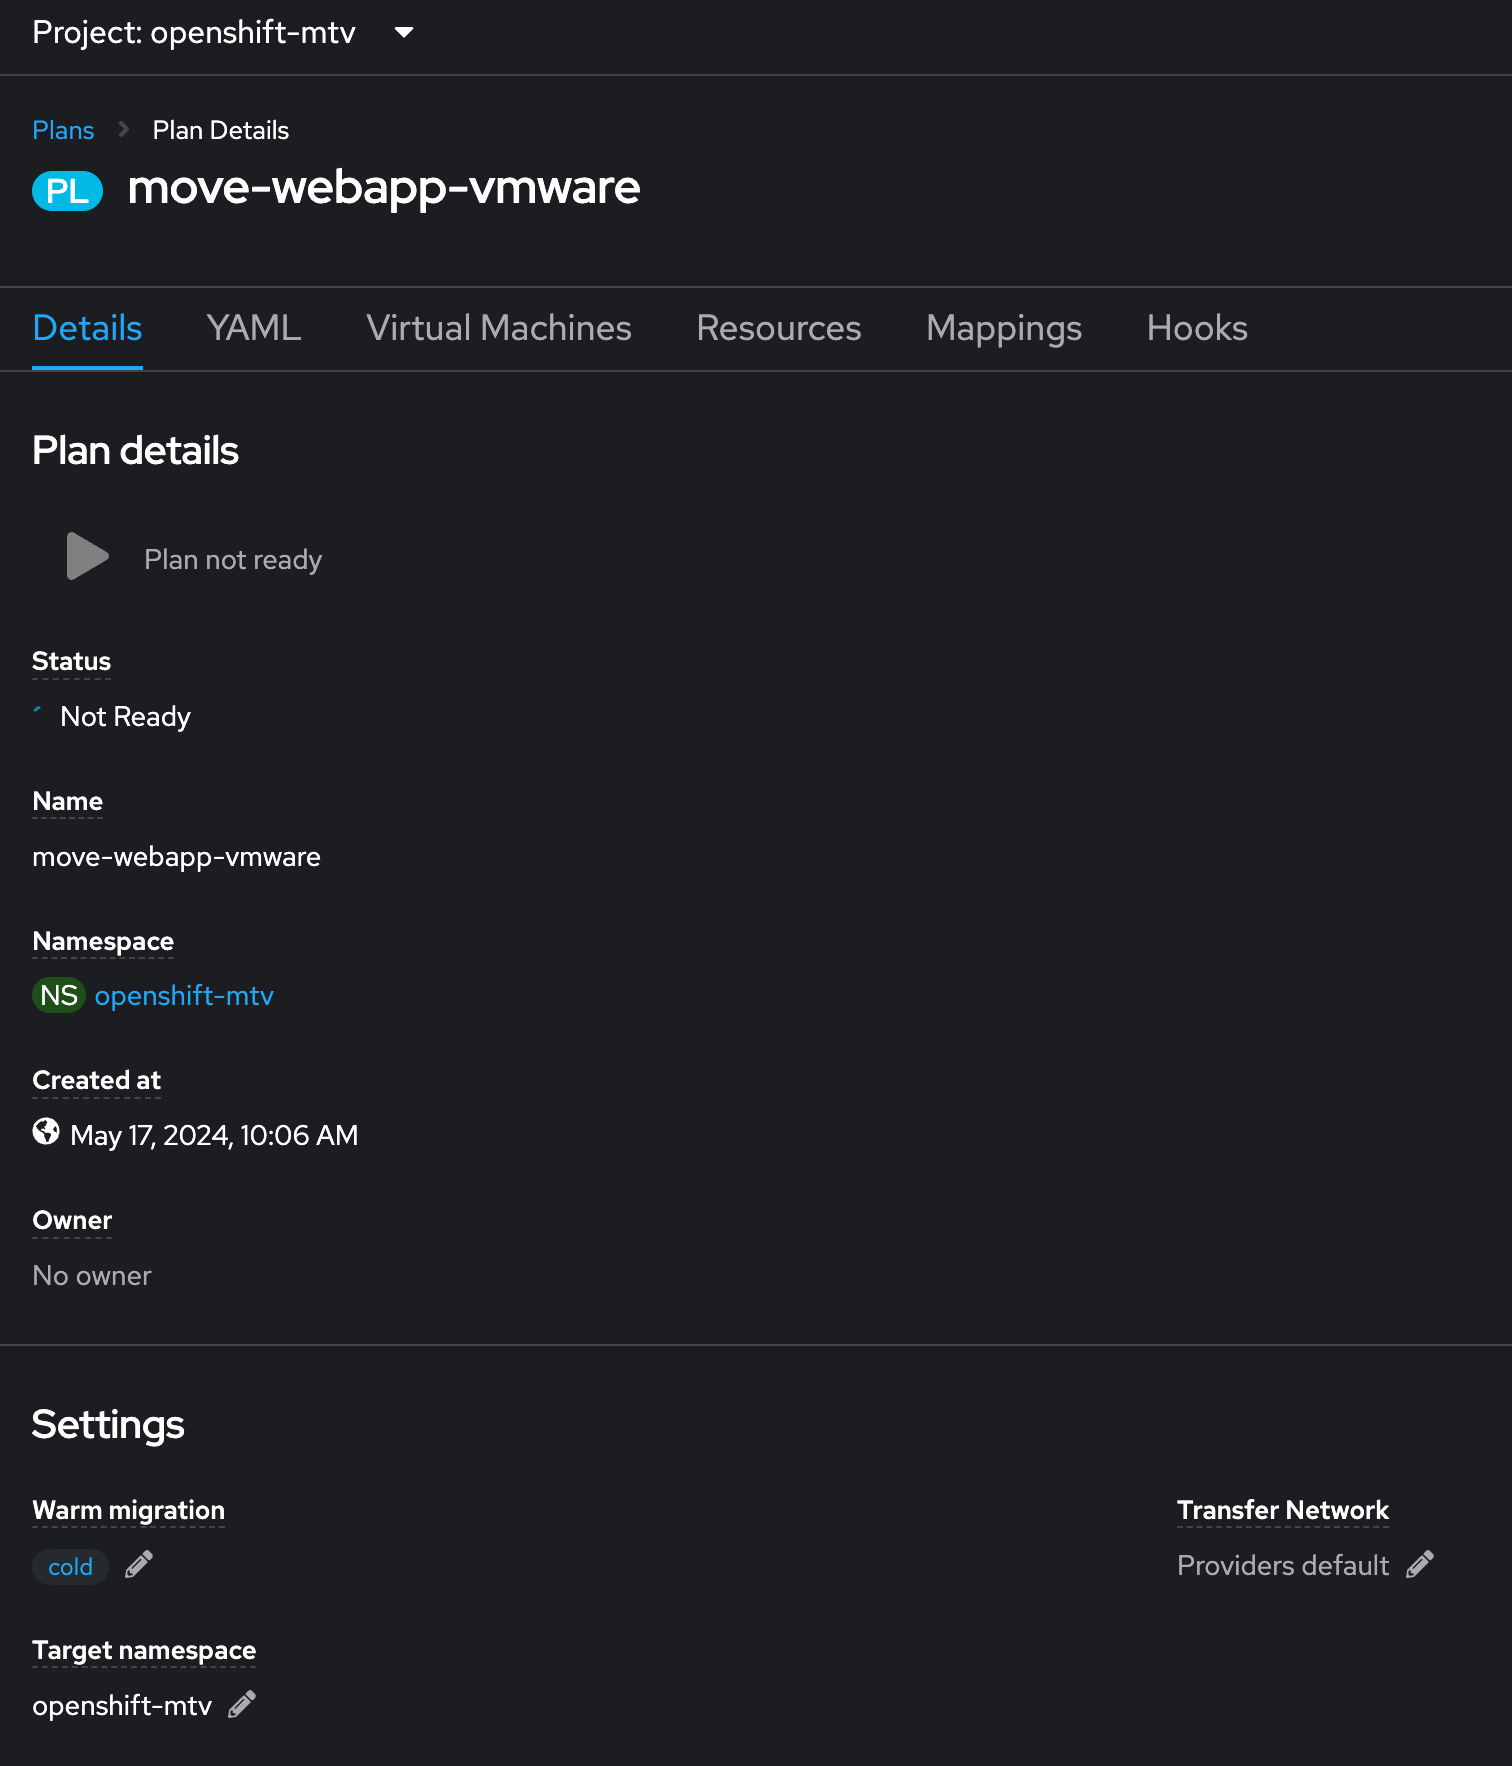 Project: openshift-mtv
Plans Plan Details
PL move-webapp-vmware
Details YAML Virtual Machines Resources Mappings Hooks
Plan details
Plan not ready
Status
Not Ready
Name
move-webapp-vmware
Namespace
NS openshift-mtv
Created at
May 17, 2024, 10:06 AM
Owner
No owner
Settings
Warm migration Transfer Network
cold Providers default
Target namespace
openshift-mtv